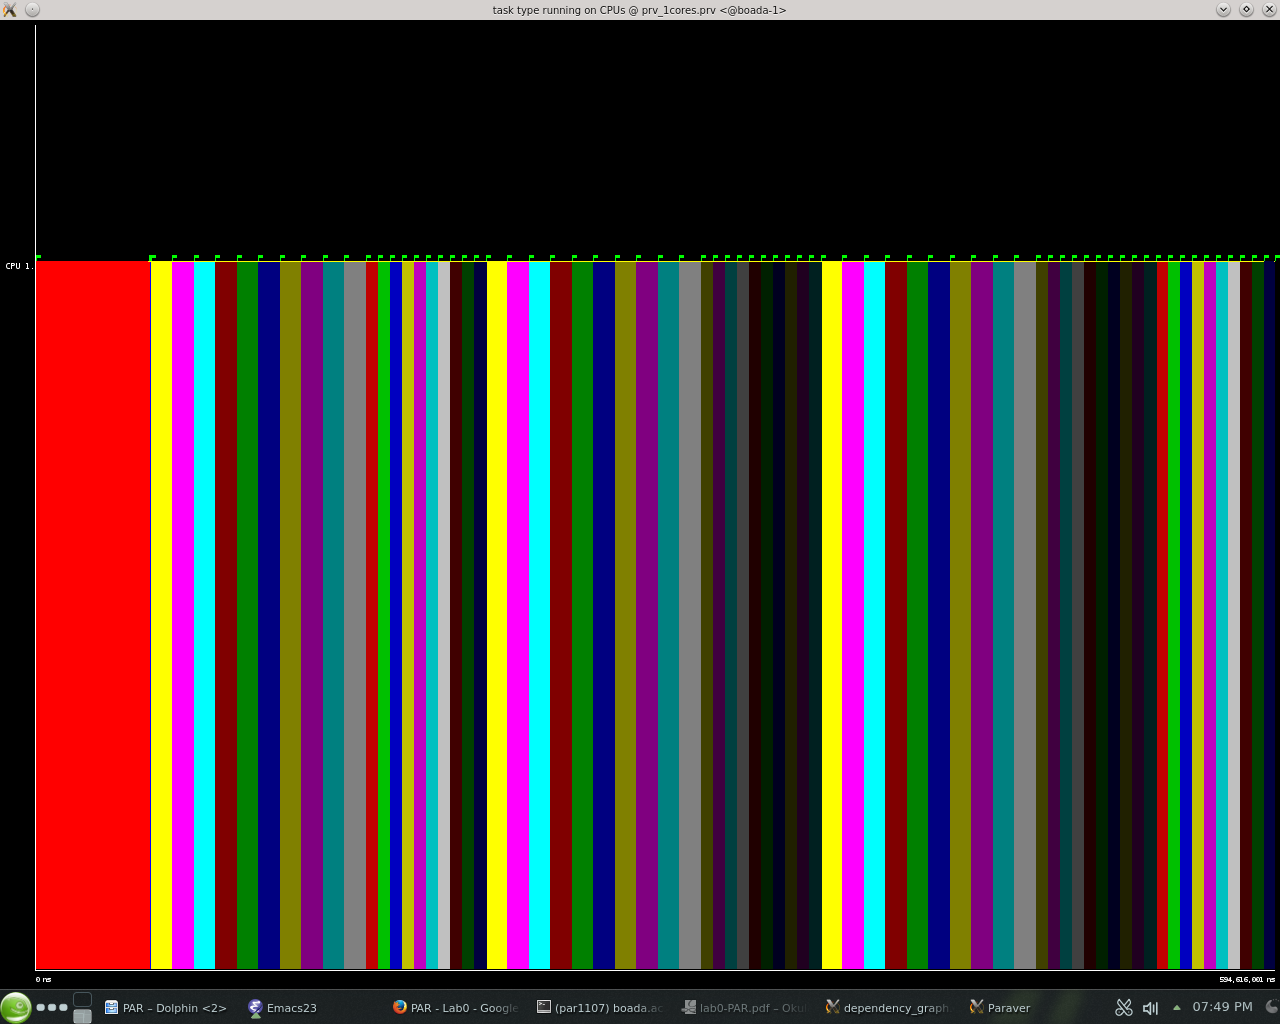 task type running on CPUs @ prv_1cores.prv <@boada-1>
CPU 1.
0 ns
594,616,001 ns
PAR – Dolphin <2>
Emacs23
PAR - Lab0 - Google
(par1107) boada.ac
lab0-PAR.pdf – Oku
dependency_graph.
Paraver
07:49 PM